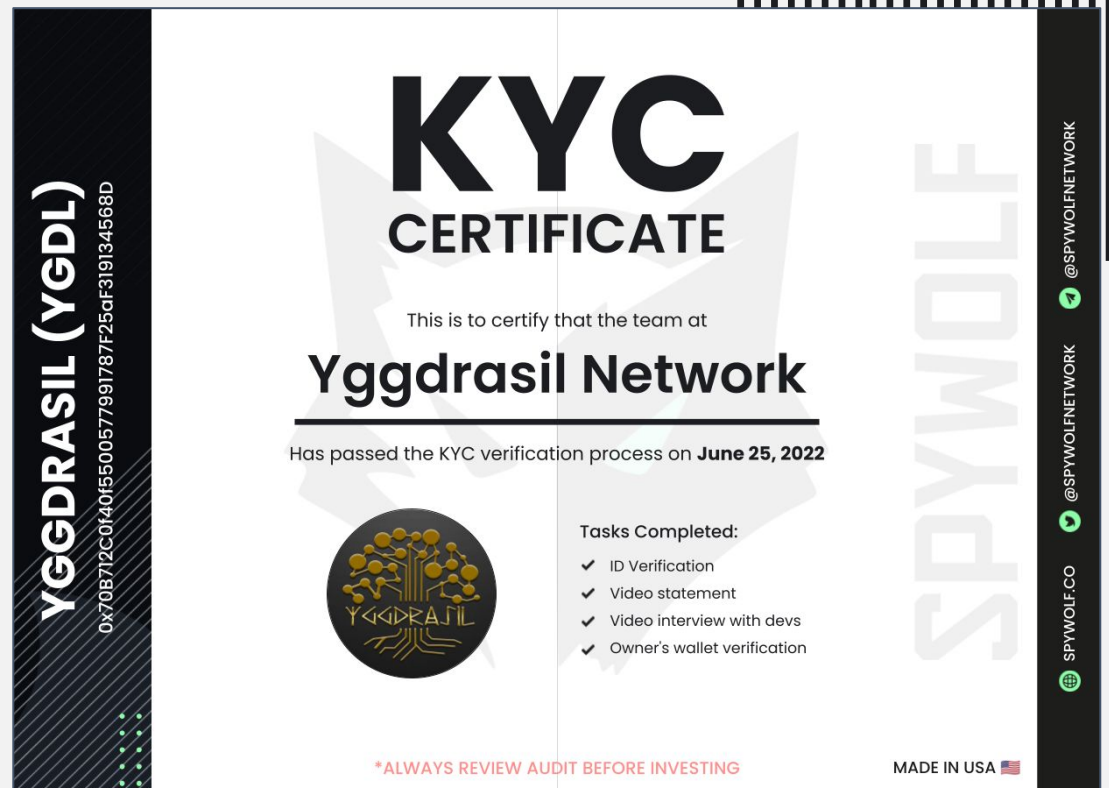 YGGDRASIL (YGDL)
0x70B712C0f40f5500577991787F25aF319134568D
KYC
CERTIFICATE
This is to certify that the team at
Yggdrasil Network
Has passed the KYC verification process on June 25, 2022
YGGDRASIL
Tasks Completed:
ID Verification
Video statement
Video interview with devs
Owner's wallet verification
*ALWAYS REVIEW AUDIT BEFORE INVESTING
MADE IN USA 🇺🇸
SPYWOLF
SPYWOLF.CO
@SPYWOLFNETWORK
@SPYWOLFNETWORK